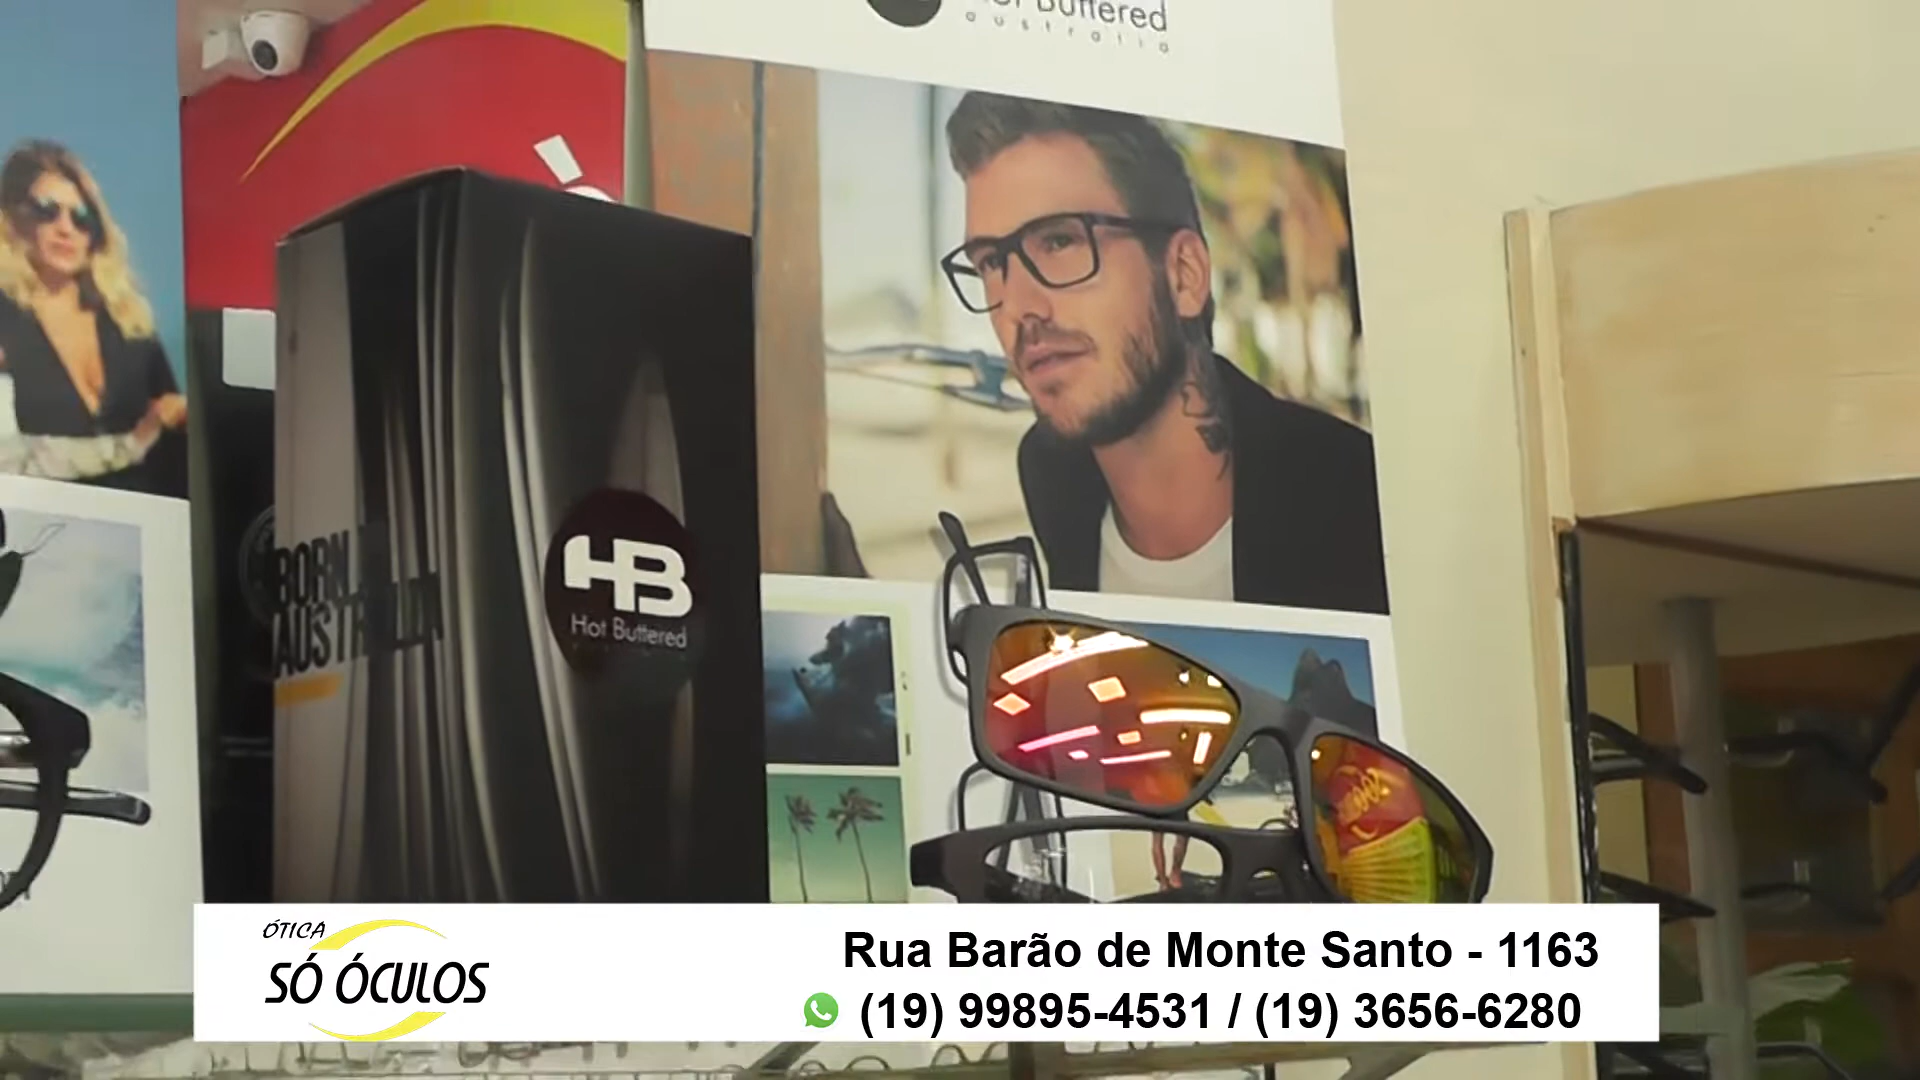 Hot Buttered
australia
BORN
AUSTRALIA
HB
Hot Buttered
ÓTICA
SÓ ÓCULOS
Rua Barão de Monte Santo - 1163
(19) 99895-4531 / (19) 3656-6280